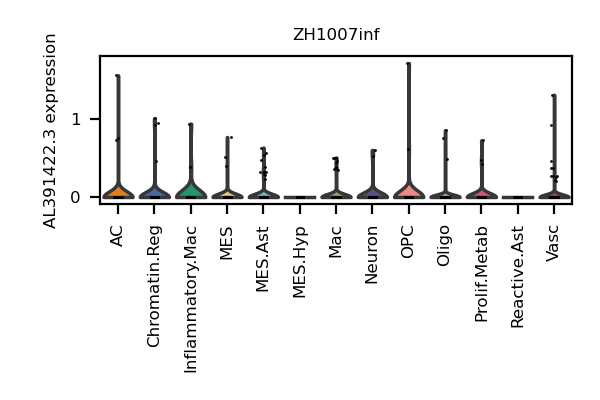 ZH1007inf
AL391422.3 expression
1
0
AC
Chromatin.Reg
Inflammatory.Mac
MES
MES.Ast
MES.Hyp
Mac
Neuron
OPC
Oligo
Prolif.Metab
Reactive.Ast
Vasc